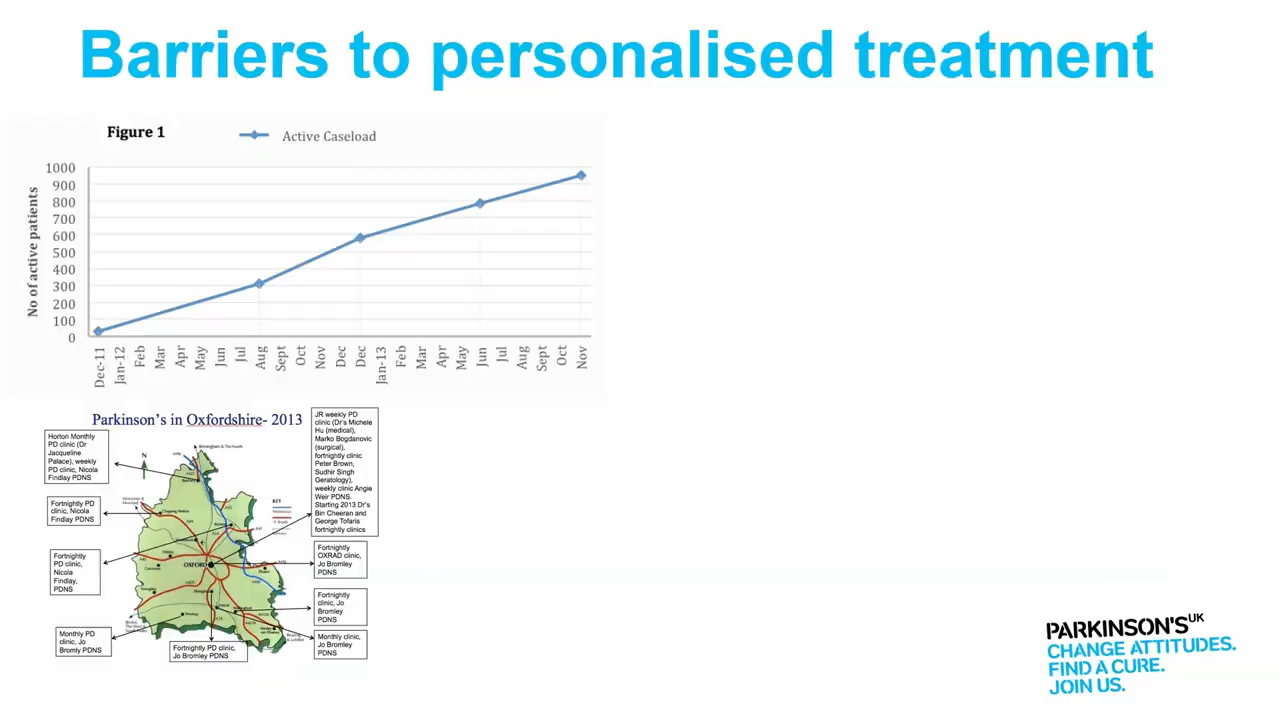 Barriers to personalised treatment
Figure 1
Active Caseload
No of active patients
1000
900
800
700
600
500
400
300
200
100
0
Dec-11
Jan-12
Feb
Mar
Apr
May
Jun
Jul
Aug
Sept
Oct
Nov
Dec
Dec
Jan-13
Feb
Mar
Apr
May
Jun
Jul
Aug
Sept
Oct
Nov
Parkinson's in Oxfordshire- 2013
Horton Monthly
PD clinic (Dr
Jacqueline
Palace), weekly
PD clinic, Nicola
Findlay PDNS
Fortnightly PD
clinic, Nicola
Findlay PDNS
Fortnightly
PD clinic,
Nicola
Findlay,
PDNS
Monthly PD
clinic, Jo
Bromly PDNS
Fortnightly PD clinic,
Jo Bromley PDNS
JR weekly PD
clinic (Dr's Michele
Hu (medical),
Marko Bogdanovic
(surgical),
fortnightly clinic
Peter Brown,
Sudhir Singh
Geratology),
weekly clinic Angie
Weir PDNS.
Starting 2013 Dr's
Bin Cheeran and
George Tofaris
fortnightly clinics
Fortnightly
OXRAD clinic,
Jo Bromley
PDNS
Fortnightly
clinic, Jo
Bromley
PDNS
Monthly clinic,
Jo Bromley
PDNS
N
Birmingham & The North
KEY
OXFORD
PARKINSON'S UK
CHANGE ATTITUDES.
FIND A CURE.
JOIN US.